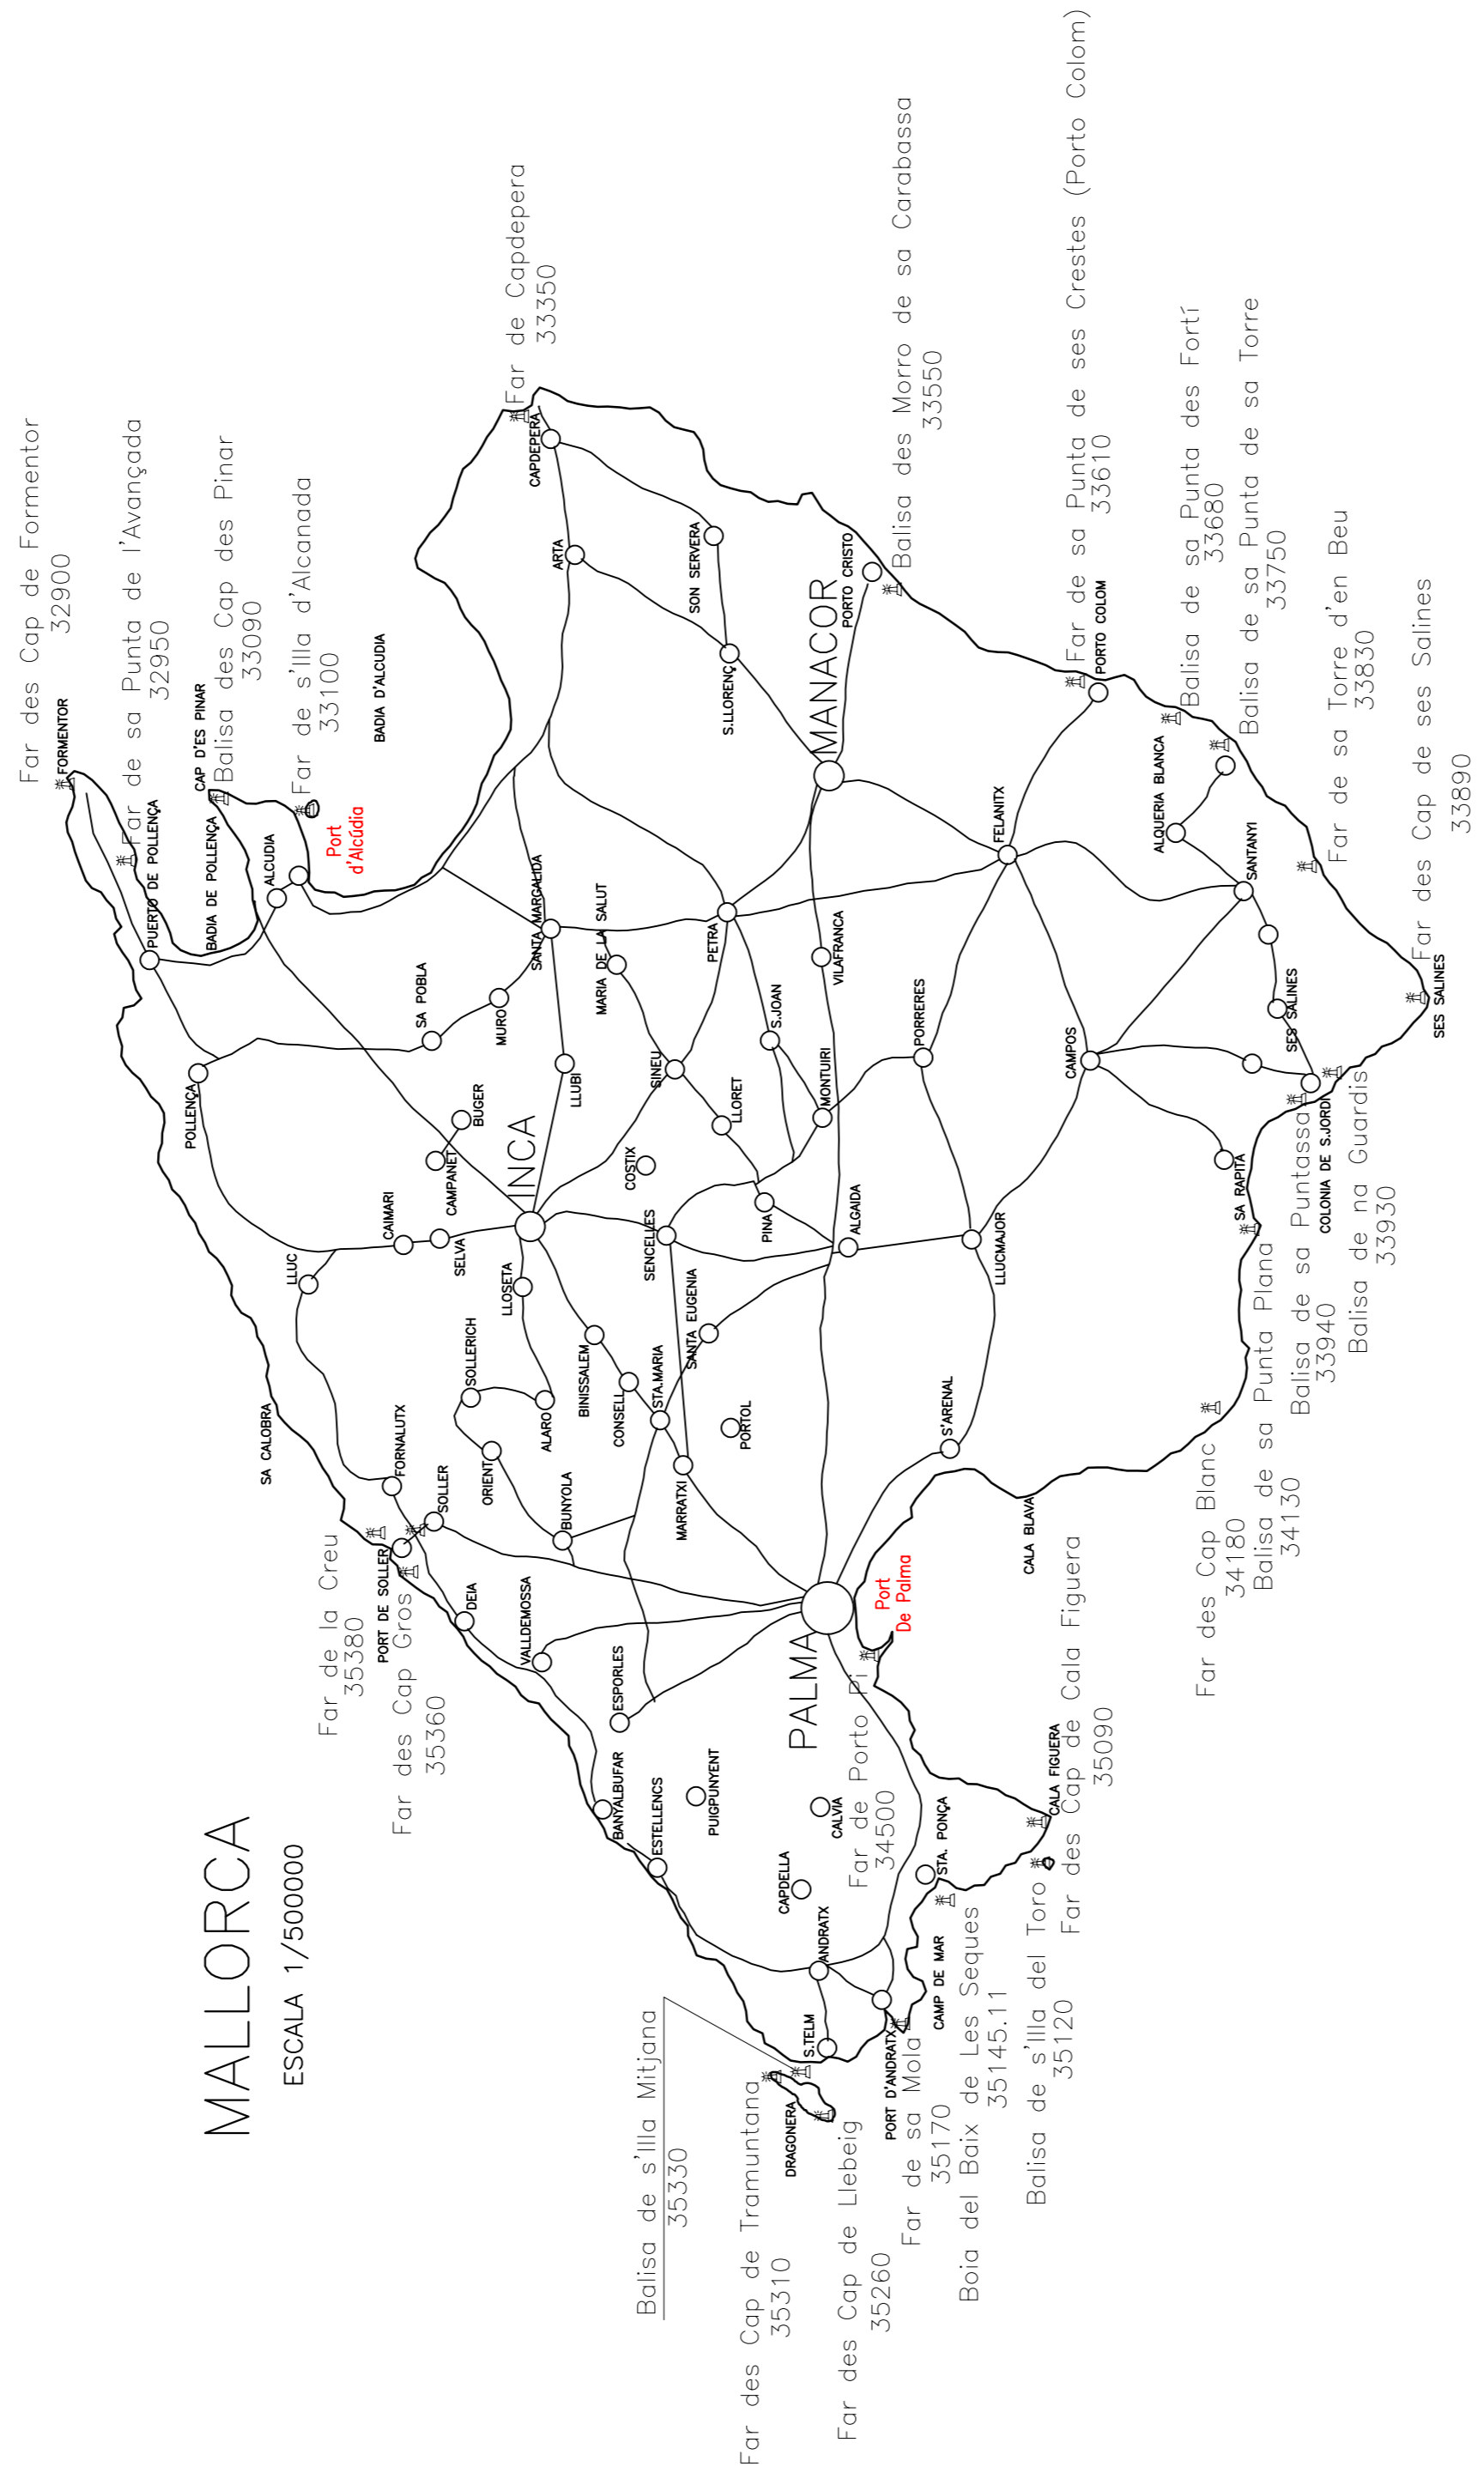 MALLORCA
ESCALA 1/500000
Far des Cap de Formentor
32900
FORMENTOR
Far de sa Punta de l'Avançada
32950
PUERTO DE POLLENÇA
CAP D'ES PINAR
Balisa des Cap des Pinar
33090
BADIA DE POLLENÇA
ALCUDIA
Far de s'Illa d'Alcanada
33100
Port
d'Alcúdia
BADIA D'ALCUDIA
POLLENÇA
SA CALOBRA
LLUC
CAIMARI
SELVA
CAMPANET
BUGER
SA POBLA
MURO
SANTA MARGALIDA
MARIA DE LA SALUT
LLUBI
INCA
LLOSETA
Far de Capdepera
33350
CAPDEPERA
ARTA
SON SERVERA
S.LLORENÇ
MANACOR
PORTO CRISTO
Balisa des Morro de sa Carabassa
33550
Far de la Creu
35380
PORT DE SOLLER
Far des Cap Gros
35360
FORNALUTX
SOLLER
DEIA
SOLLERICH
ORIENT
ALARO
BUNYOLA
BINISSALEM
CONSELL
STA.MARIA
MARRATXI
SANTA EUGENIA
PORTOL
SENCELLES
COSTIX
SINEU
LLORET
PINA
PETRA
S.JOAN
MONTUIRI
VILAFRANCA
ALGAIDA
PORRERES
LLUCMAJOR
FELANITX
CAMPOS
VALLDEMOSSA
ESPORLES
BANYALBUFAR
ESTELLENCS
PUIGPUNYENT
CALVIA
CAPDELLA
ANDRATX
S.TELM
PALMA
Port
De Palma
Far de Porto Pi
34500
S'ARENAL
CALA BLAVA
Far de sa Punta de ses Crestes (Porto Colom)
33610
PORTO COLOM
ALQUERIA BLANCA
Balisa de sa Punta des Fortí
33680
Balisa de sa Punta de sa Torre
33750
SANTANYI
Far de sa Torre d'en Beu
33830
SES SALINES
Far des Cap de ses Salines
33890
SES SALINES
COLONIA DE S.JORDI
Balisa de na Guardis
33930
Balisa de sa Puntassa
33940
SA RAPITA
Balisa de sa Punta Plana
34130
Far des Cap Blanc
34180
CALA FIGUERA
Far des Cap de Cala Figuera
35090
Balisa de s'Illa del Toro
35120
STA. PONÇA
Boia del Baix de Les Seques
35145.11
CAMP DE MAR
PORT D'ANDRATX
Far de sa Mola
35170
Far des Cap de Llebeig
35260
DRAGONERA
Far des Cap de Tramuntana
35310
Balisa de s'Illa Mitjana
35330